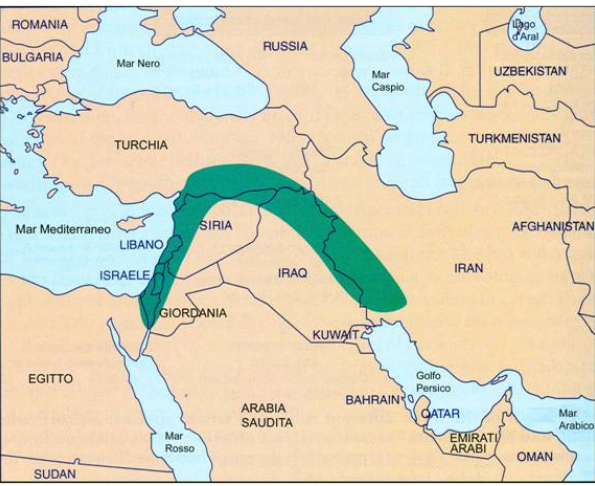 ROMANIA
BULGARIA
Mar Nero
RUSSIA
Mar
Caspio
Lago
d'Aral
UZBEKISTAN
TURKMENISTAN
TURCHIA
Mar Mediterraneo
LIBANO
SIRIA
ISRAELE
IRAQ
IRAN
AFGHANISTAN
GIORDANIA
KUWAIT
EGITTO
ARABIA
SAUDITA
BAHRAIN
Golfo
Persico
QATAR
EMIRATI
ARABI
Mar
Arabico
OMAN
Mar
Rosso
SUDAN